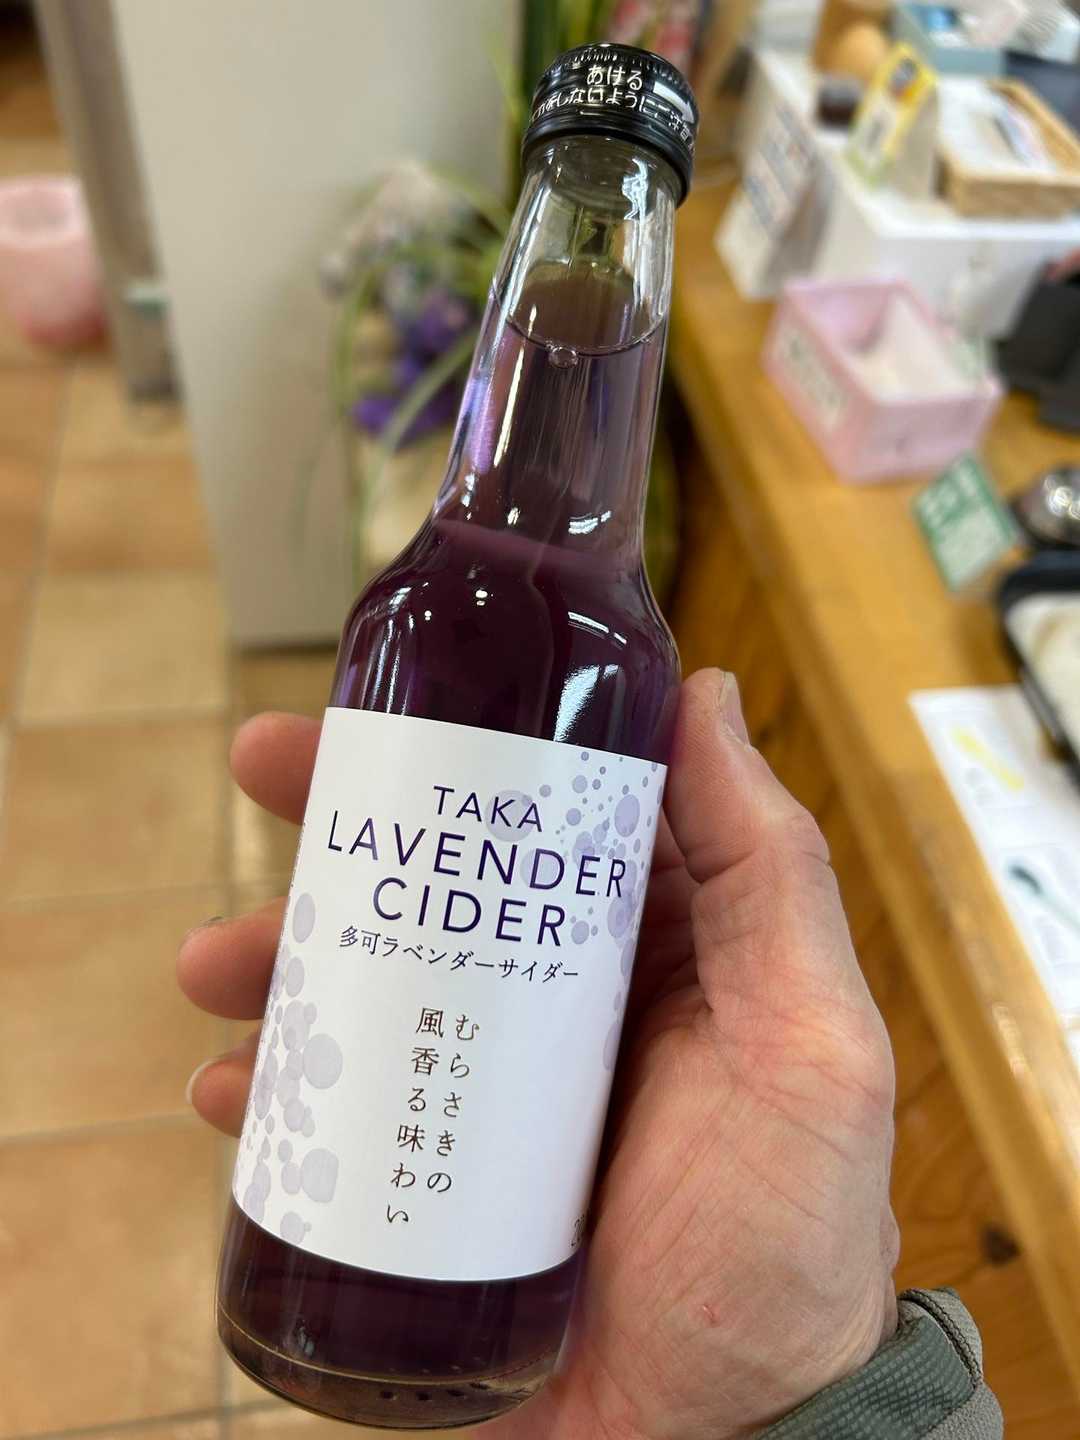 あける
TAKA
LAVENDER
CIDER
多可ラベンダーサイダー
むらさきの
風香る味わい